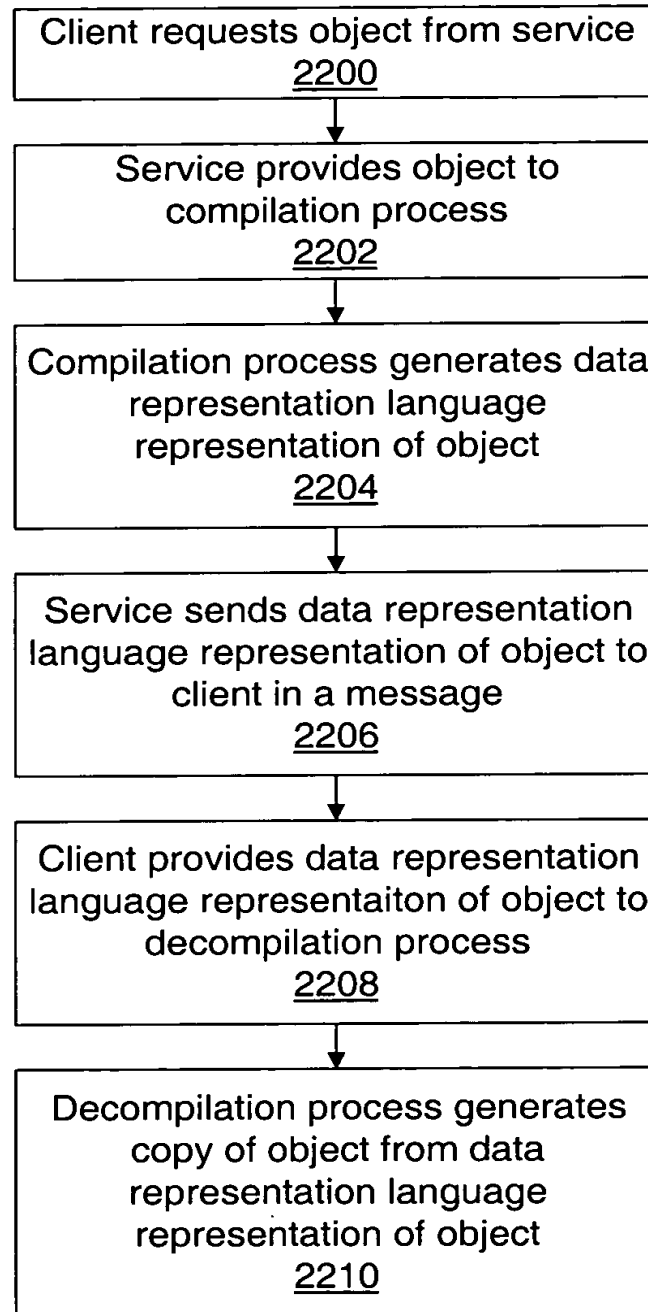 Client requests object from service
2200
Service provides object to
compilation process
2202
Compilation process generates data
representation language
representation of object
2204
Service sends data representation
language representation of object to
client in a message
2206
Client provides data representation
language representaiton of object to
decompilation process
2208
Decompilation process generates
copy of object from data
representation language
representation of object
2210